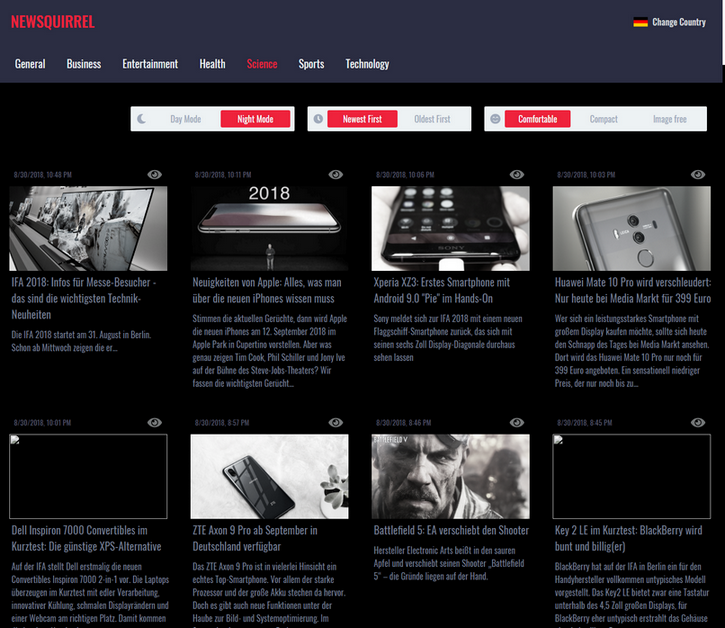 NEWSQUIRREL
Change Country
General Business Entertainment Health Science Sports Technology
Day Mode Night Mode Newest First Oldest First Comfortable Compact Image free
8/30/2018, 10:48 PM
IFA 2018: Infos für Messe-Besucher -
das sind die wichtigsten Technik-
Neuheiten
Die IFA 2018 startet am 31. August in Berlin.
Schon ab Mittwoch zeigen die er...
8/30/2018, 10:11 PM
2018
Neuigkeiten von Apple: Alles, was man
über die neuen iPhones wissen muss
Stimmen die aktuellen Gerüchte, dann wird Apple
die neuen iPhones am 12. September 2018 im
Apple Park in Cupertino vorstellen. Aber was
genau zeigen Tim Cook, Phil Schiller und Jony Ive
auf der Bühne des Steve-Jobs-Theaters? Wir
fassen die wichtigsten Gerücht...
8/30/2018, 10:06 PM
SONY
Xperia XZ3: Erstes Smartphone mit
Android 9.0 "Pie" im Hands-On
Sony meldet sich zur IFA 2018 mit einem neuen
Flaggschiff-Smartphone zurück, das sich mit
seinen sechs Zoll Display-Diagonale durchaus
sehen lassen
8/30/2018, 10:03 PM
Huawei Mate 10 Pro wird verschleudert:
Nur heute bei Media Markt für 399 Euro
Wer sich ein leistungsstarkes Smartphone mit
großem Display kaufen möchte, sollte sich heute
den Schnapp des Tages bei Media Markt ansehen.
Dort wird das Huawei Mate 10 Pro nur noch für
399 Euro angeboten. Ein sensationell niedriger
Preis, der nur noch bis zu...
8/30/2018, 10:01 PM
Dell Inspiron 7000 Convertibles im
Kurztest: Die günstige XPS-Alternative
Auf der IFA stellt Dell erstmalig die neuen
Convertibles Inspiron 7000 2-in-1 vor. Die Laptops
überzeugen im Kurztest mit edler Verarbeitung,
innovativer Kühlung, schmalen Displayrändern und
einer Webcam am richtigen Platz. Damit kommen
8/30/2018, 8:57 PM
ZTE Axon 9 Pro ab September in
Deutschland verfügbar
Das ZTE Axon 9 Pro ist in vielerlei Hinsicht ein
echtes Top-Smartphone. Vor allem der starke
Prozessor und der große Akku stechen da hervor.
Doch es gibt auch neue Funktionen unter der
Haube zur Bild- und Systemoptimierung. Im
8/30/2018, 8:46 PM
BATTLEFIELD V
Battlefield 5: EA verschiebt den Shooter
Hersteller Electronic Arts beißt in den sauren
Apfel und verschiebt seinen Shooter „Battlefield
5" – die Gründe liegen auf der Hand.
8/30/2018, 8:45 PM
Key 2 LE im Kurztest: BlackBerry wird
bunt und billig(er)
BlackBerry hat auf der IFA in Berlin ein für den
Handyhersteller vollkommen untypisches Modell
vorgestellt. Das Key2 LE bietet zwar eine Tastatur
unterhalb des 4,5 Zoll großen Displays, für
BlackBerry eher untypisch erstrahlt das Gehäuse